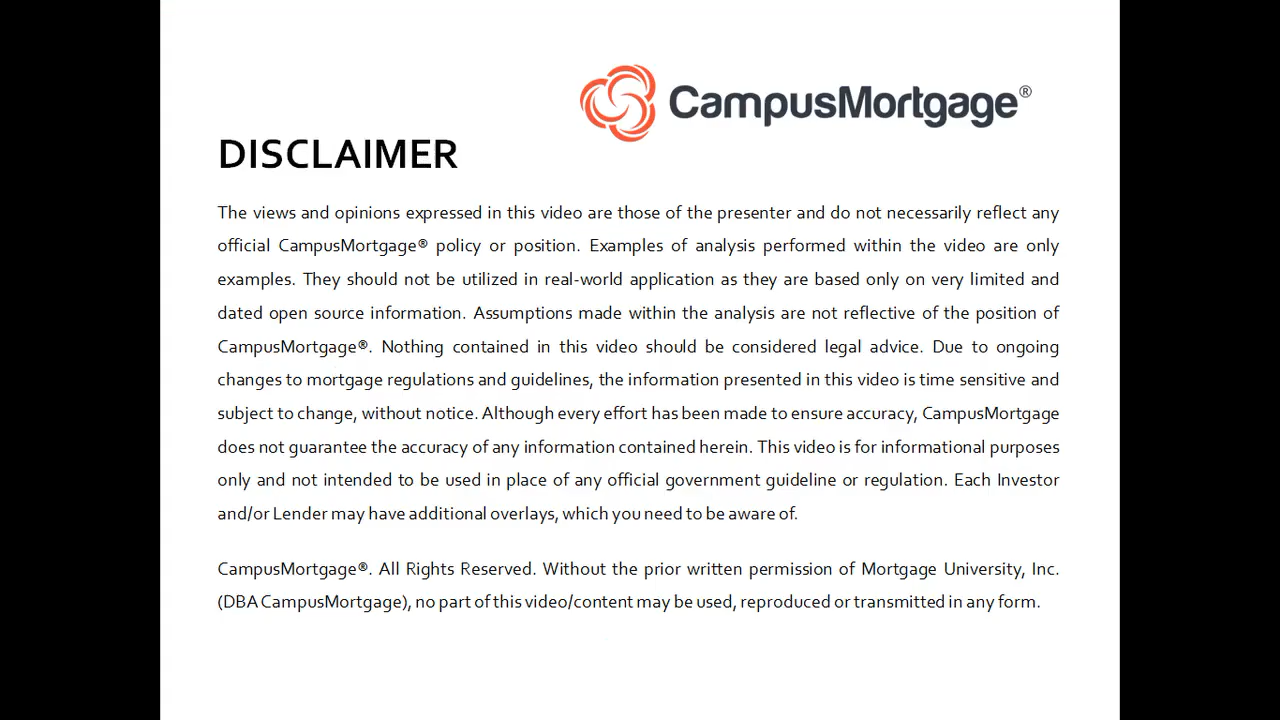 CampusMortgage®
DISCLAIMER
The views and opinions expressed in this video are those of the presenter and do not necessarily reflect any
official CampusMortgage® policy or position. Examples of analysis performed within the video are only
examples. They should not be utilized in real-world application as they are based only on very limited and
dated open source information. Assumptions made within the analysis are not reflective of the position of
CampusMortgage®. Nothing contained in this video should be considered legal advice. Due to ongoing
changes to mortgage regulations and guidelines, the information presented in this video is time sensitive and
subject to change, without notice. Although every effort has been made to ensure accuracy, CampusMortgage
does not guarantee the accuracy of any information contained herein. This video is for informational purposes
only and not intended to be used in place of any official government guideline or regulation. Each Investor
and/or Lender may have additional overlays, which you need to be aware of.
CampusMortgage®. All Rights Reserved. Without the prior written permission of Mortgage University, Inc.
(DBA CampusMortgage), no part of this video/content may be used, reproduced or transmitted in any form.